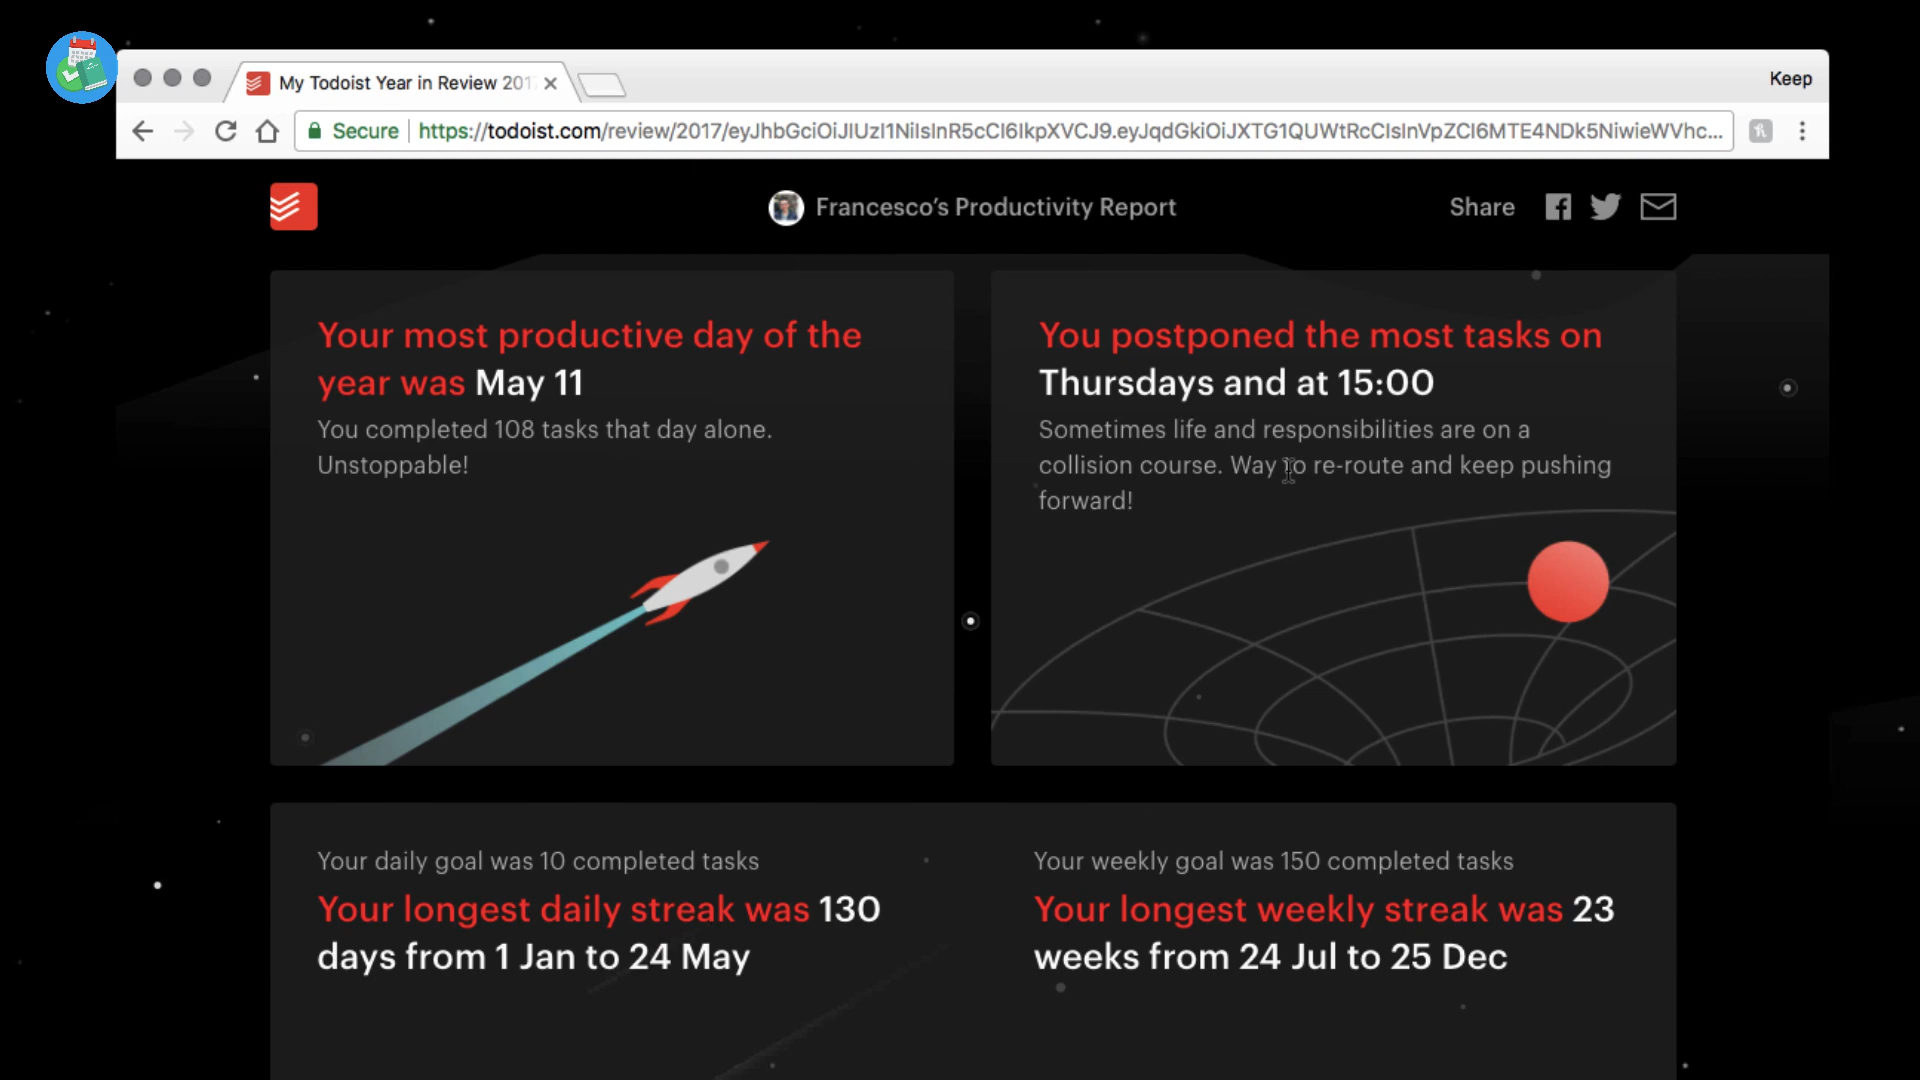 My Todoist Year in Review 201
Keep
Secure
https://todoist.com/review/2017/eyJhbGciOiJIUzI1NiIsInR5cCI6IkpXVCJ9.eyJqdGkiOiJXTG1QUWtRcCIsInVpZCI6MTE4NDk5NiwieWVhc...
Francesco’s Productivity Report
Share
Your most productive day of the
year was May 11
You completed 108 tasks that day alone.
Unstoppable!
You postponed the most tasks on
Thursdays and at 15:00
Sometimes life and responsibilities are on a
collision course. Way to re-route and keep pushing
forward!
Your daily goal was 10 completed tasks
Your longest daily streak was 130
days from 1 Jan to 24 May
Your weekly goal was 150 completed tasks
Your longest weekly streak was 23
weeks from 24 Jul to 25 Dec